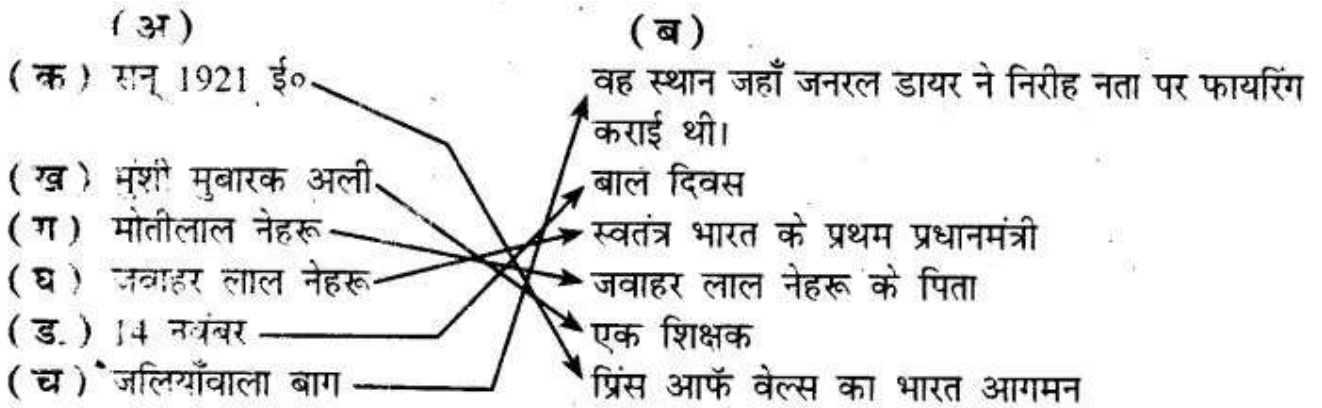 (अ) (ब)
(क) सन् 1921 ई० वह स्थान जहाँ जनरल डायर ने निरीह नता पर फायरिंग
कराई थी।
(ख) मुंशी मुबारक अली बाल दिवस
(ग) मोतीलाल नेहरू स्वतंत्र भारत के प्रथम प्रधानमंत्री
(घ) जवाहर लाल नेहरू जवाहर लाल नेहरू के पिता
(ड.) 14 नवंबर एक शिक्षक
(च) जलियाँवाला बाग प्रिंस आफॅ वेल्स का भारत आगमन